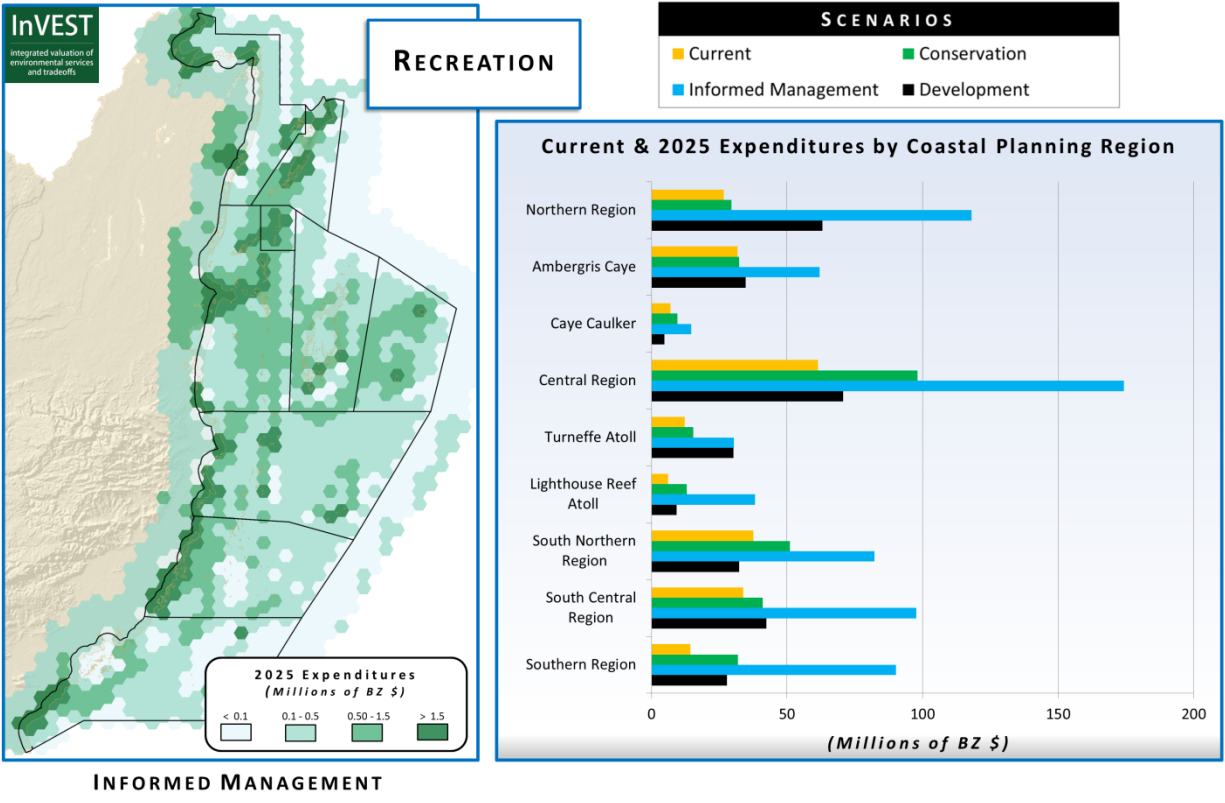 InVEST
integrated valuation of
environmental services
and tradeoffs
RECREATION
SCENARIOS
Current
Conservation
Informed Management
Development
Current & 2025 Expenditures by Coastal Planning Region
Northern Region
Ambergris Caye
Caye Caulker
Central Region
Turneffe Atoll
Lighthouse Reef
Atoll
South Northern
Region
South Central
Region
Southern Region
0 50 100 150 200
(Millions of BZ $)
2025 Expenditures
(Millions of BZ $)
< 0.1 0.1 - 0.5 0.50 - 1.5 > 1.5
INFORMED MANAGEMENT